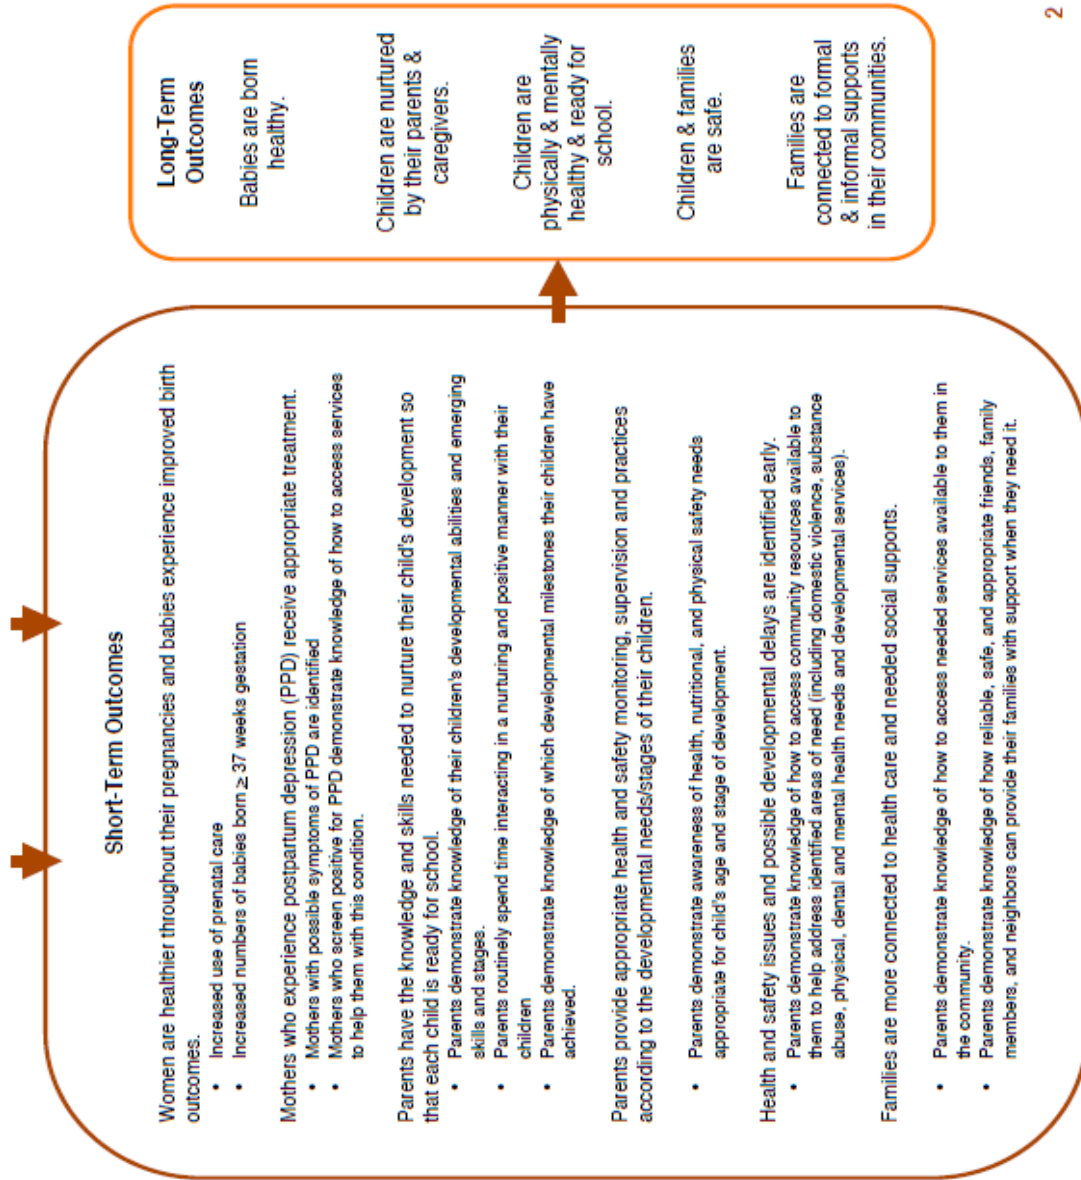 Short-Term Outcomes
Women are healthier throughout their pregnancies and babies experience improved birth
outcomes.
• Increased use of prenatal care
• Increased numbers of babies born ≥ 37 weeks gestation
Mothers who experience postpartum depression (PPD) receive appropriate treatment.
• Mothers with possible symptoms of PPD are identified
• Mothers who screen positive for PPD demonstrate knowledge of how to access services
to help them with this condition.
Parents have the knowledge and skills needed to nurture their child's development so
that each child is ready for school.
• Parents demonstrate knowledge of their children's developmental abilities and emerging
skills and stages.
• Parents routinely spend time interacting in a nurturing and positive manner with their
children
• Parents demonstrate knowledge of which developmental milestones their children have
achieved.
Parents provide appropriate health and safety monitoring, supervision and practices
according to the developmental needs/stages of their children.
• Parents demonstrate awareness of health, nutritional, and physical safety needs
appropriate for child's age and stage of development.
Health and safety issues and possible developmental delays are identified early.
• Parents demonstrate knowledge of how to access community resources available to
them to help address identified areas of need (including domestic violence, substance
abuse, physical, dental and mental health needs and developmental services).
Families are more connected to health care and needed social supports.
• Parents demonstrate knowledge of how to access needed services available to them in
the community.
• Parents demonstrate knowledge of how reliable, safe, and appropriate friends, family
members, and neighbors can provide their families with support when they need it.
Long-Term
Outcomes
Babies are born
healthy.
Children are nurtured
by their parents &
caregivers.
Children are
physically & mentally
healthy & ready for
school.
Children & families
are safe.
Families are
connected to formal
& informal supports
in their communities.
2